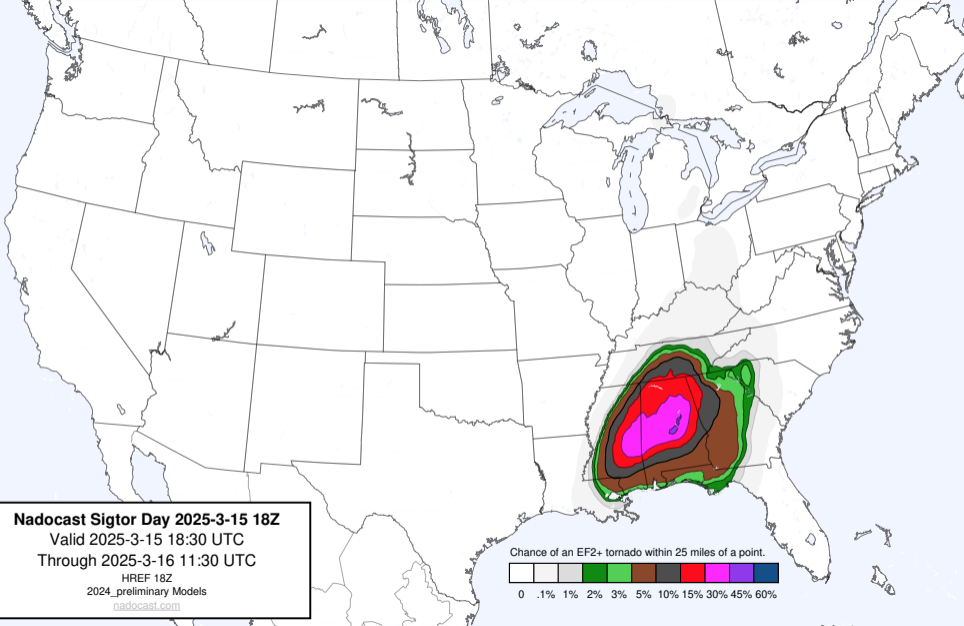 Nadocast Sigtor Day 2025-3-15 18Z
Valid 2025-3-15 18:30 UTC
Through 2025-3-16 11:30 UTC
HREF 18Z
2024_preliminary Models
nadocast.com
Chance of an EF2+ tornado within 25 miles of a point.
0 .1% 1% 2% 3% 5% 10% 15% 30% 45% 60%